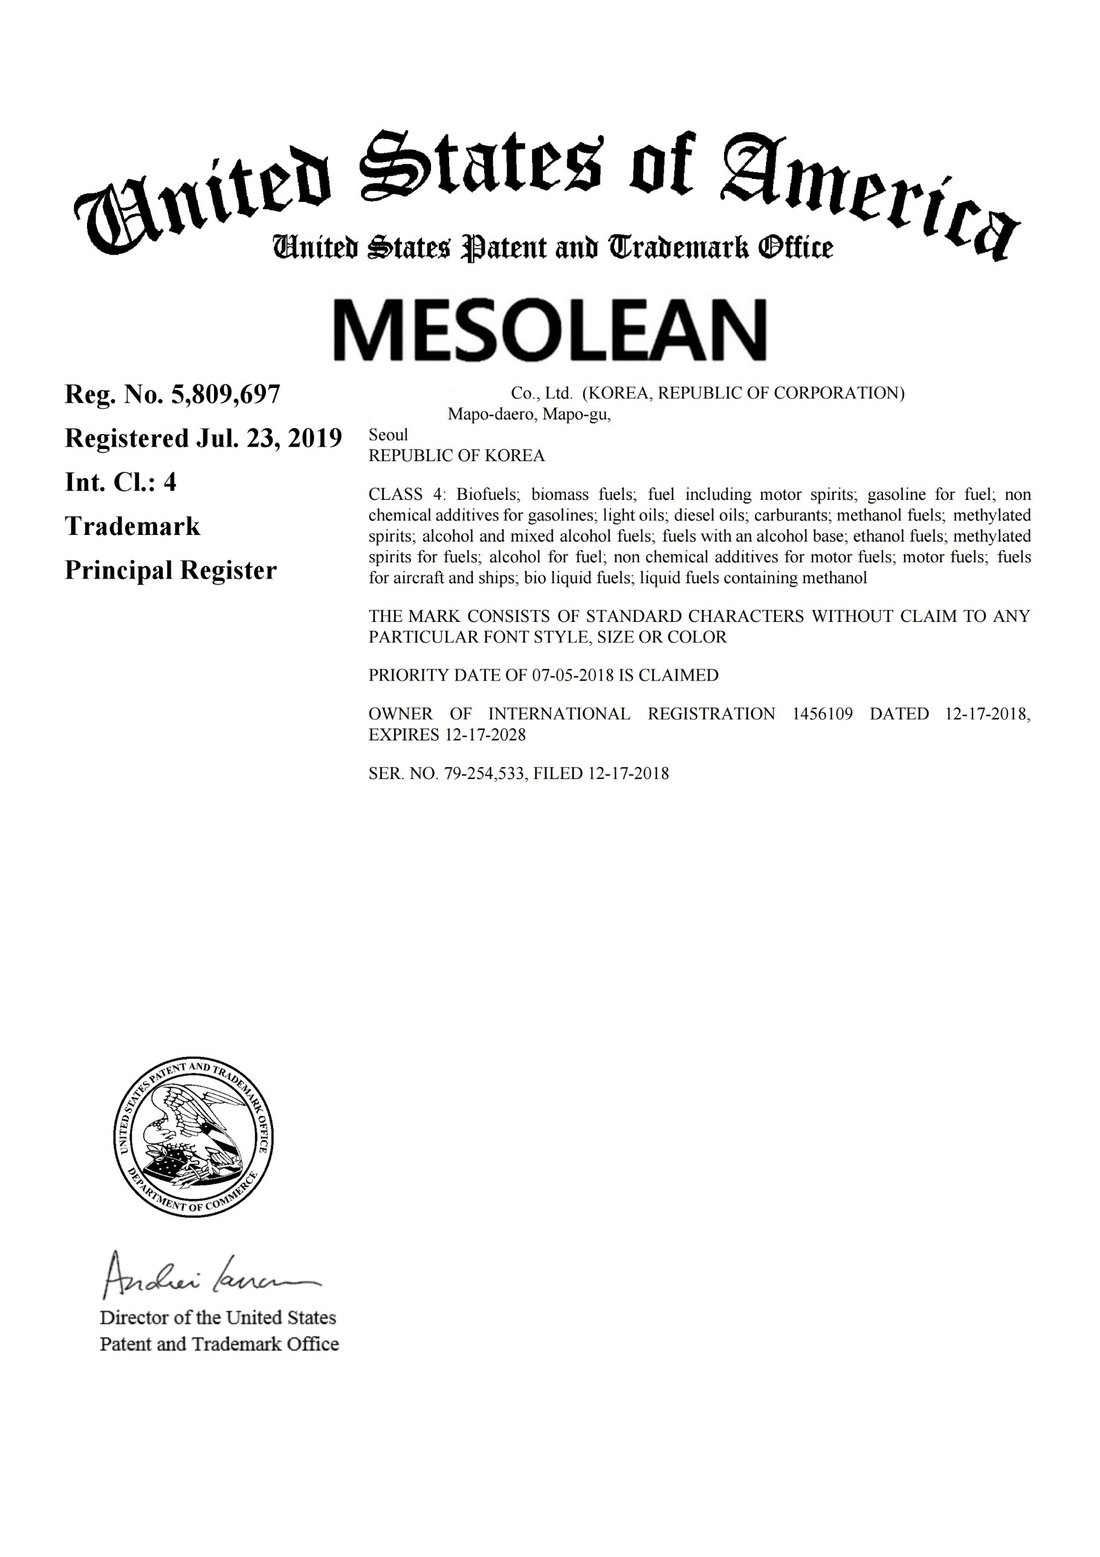 United States of America
United States Patent and Trademark Office
MESOLEAN
Reg. No. 5,809,697
Registered Jul. 23, 2019
Int. Cl.: 4
Trademark
Principal Register
Co., Ltd. (KOREA, REPUBLIC OF CORPORATION)
Mapo-daero, Mapo-gu,
Seoul
REPUBLIC OF KOREA
CLASS 4: Biofuels; biomass fuels; fuel including motor spirits; gasoline for fuel; non
chemical additives for gasolines; light oils; diesel oils; carburants; methanol fuels; methylated
spirits; alcohol and mixed alcohol fuels; fuels with an alcohol base; ethanol fuels; methylated
spirits for fuels; alcohol for fuel; non chemical additives for motor fuels; motor fuels; fuels
for aircraft and ships; bio liquid fuels; liquid fuels containing methanol
THE MARK CONSISTS OF STANDARD CHARACTERS WITHOUT CLAIM TO ANY
PARTICULAR FONT STYLE, SIZE OR COLOR
PRIORITY DATE OF 07-05-2018 IS CLAIMED
OWNER OF INTERNATIONAL REGISTRATION 1456109 DATED 12-17-2018,
EXPIRES 12-17-2028
SER. NO. 79-254,533, FILED 12-17-2018
UNITED STATES PATENT AND TRADEMARK OFFICE
DEPARTMENT OF COMMERCE
Andrei Iancu
Director of the United States
Patent and Trademark Office